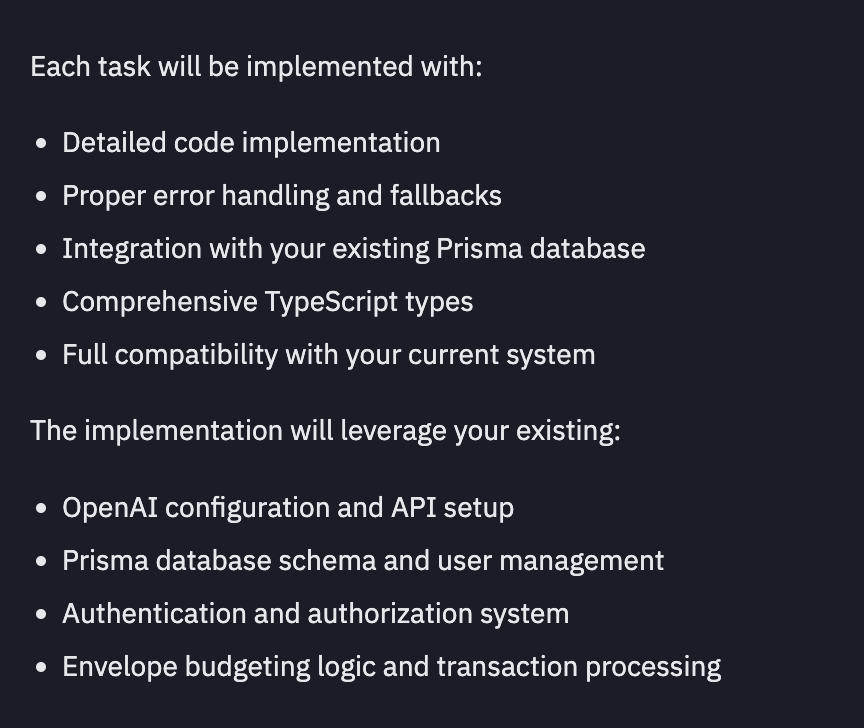 Each task will be implemented with:
• Detailed code implementation
• Proper error handling and fallbacks
• Integration with your existing Prisma database
• Comprehensive TypeScript types
• Full compatibility with your current system
The implementation will leverage your existing:
• OpenAI configuration and API setup
• Prisma database schema and user management
• Authentication and authorization system
• Envelope budgeting logic and transaction processing